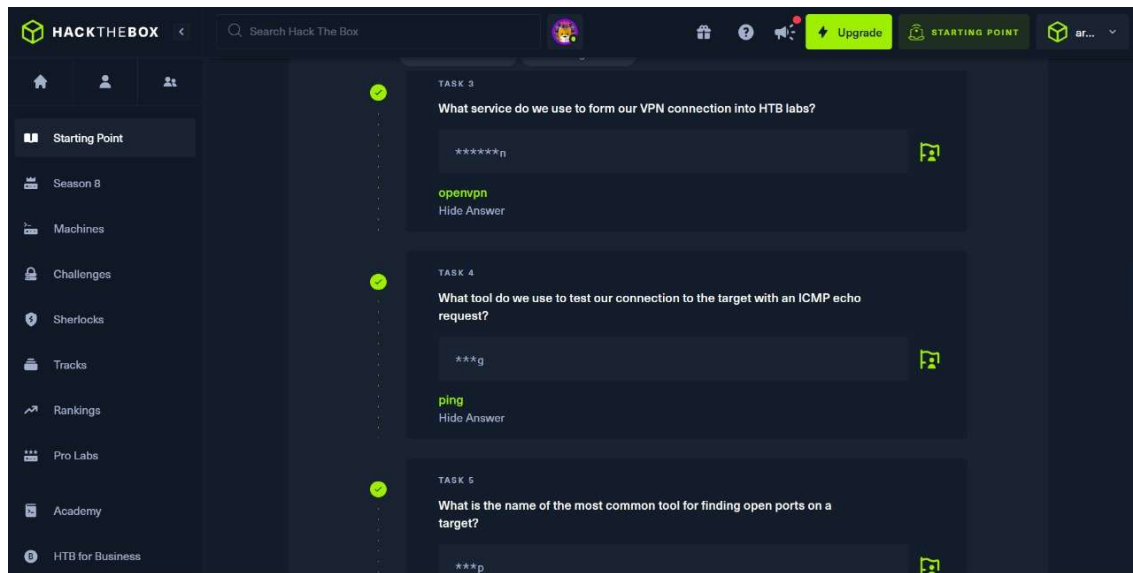 HACKTHEBOX
Search Hack The Box
Upgrade
STARTING POINT
ar...
Starting Point
Season 8
Machines
Challenges
Sherlocks
Tracks
Rankings
Pro Labs
Academy
HTB for Business
TASK 3
What service do we use to form our VPN connection into HTB labs?
******n
openvpn
Hide Answer
TASK 4
What tool do we use to test our connection to the target with an ICMP echo
request?
***g
ping
Hide Answer
TASK 5
What is the name of the most common tool for finding open ports on a
target?
***p